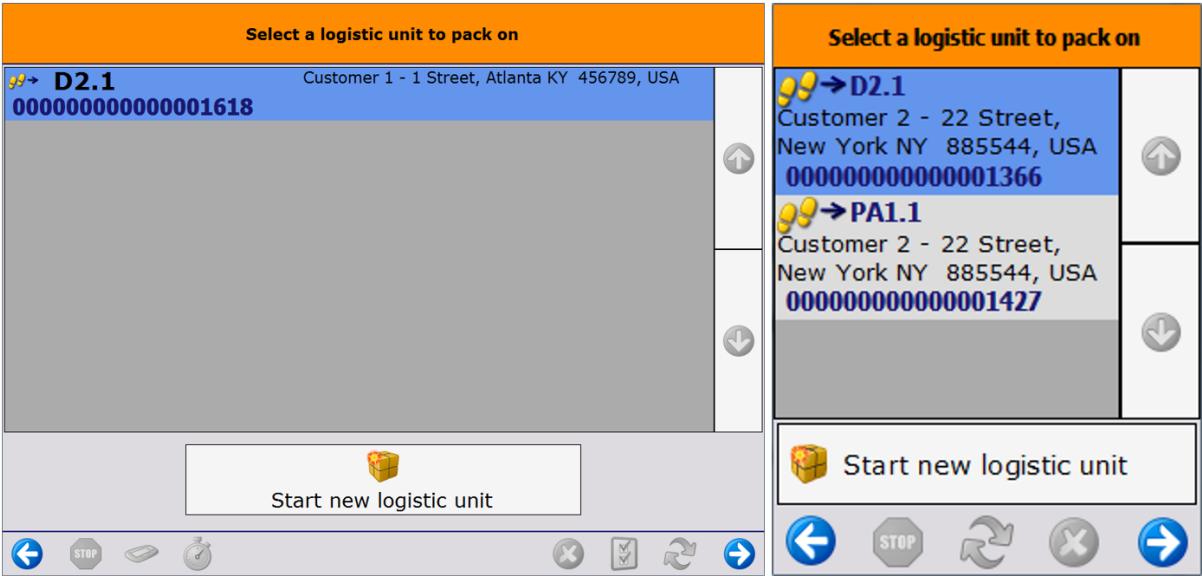 Select a logistic unit to pack on
D2.1 Customer 1 - 1 Street, Atlanta KY 456789, USA
000000000000001618
Start new logistic unit
STOP
Select a logistic unit to pack on
D2.1
Customer 2 - 22 Street,
New York NY 885544, USA
000000000000001366
PA1.1
Customer 2 - 22 Street,
New York NY 885544, USA
000000000000001427
Start new logistic unit
STOP